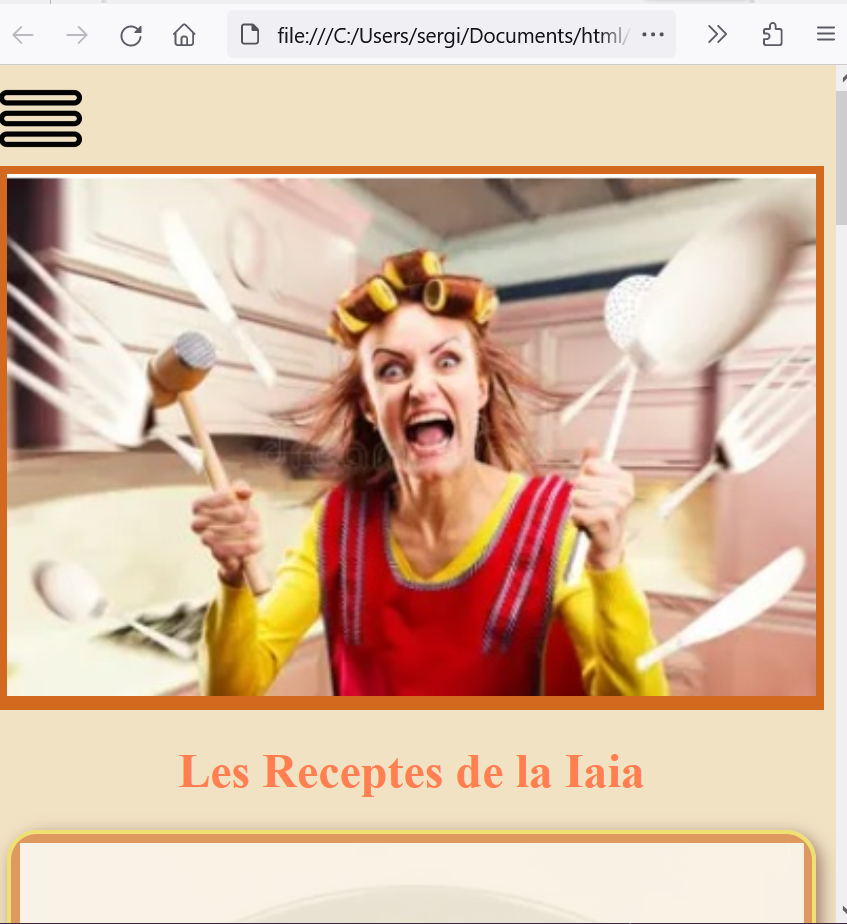 file:///C:/Users/sergi/Documents/html/
Les Receptes de la Iaia